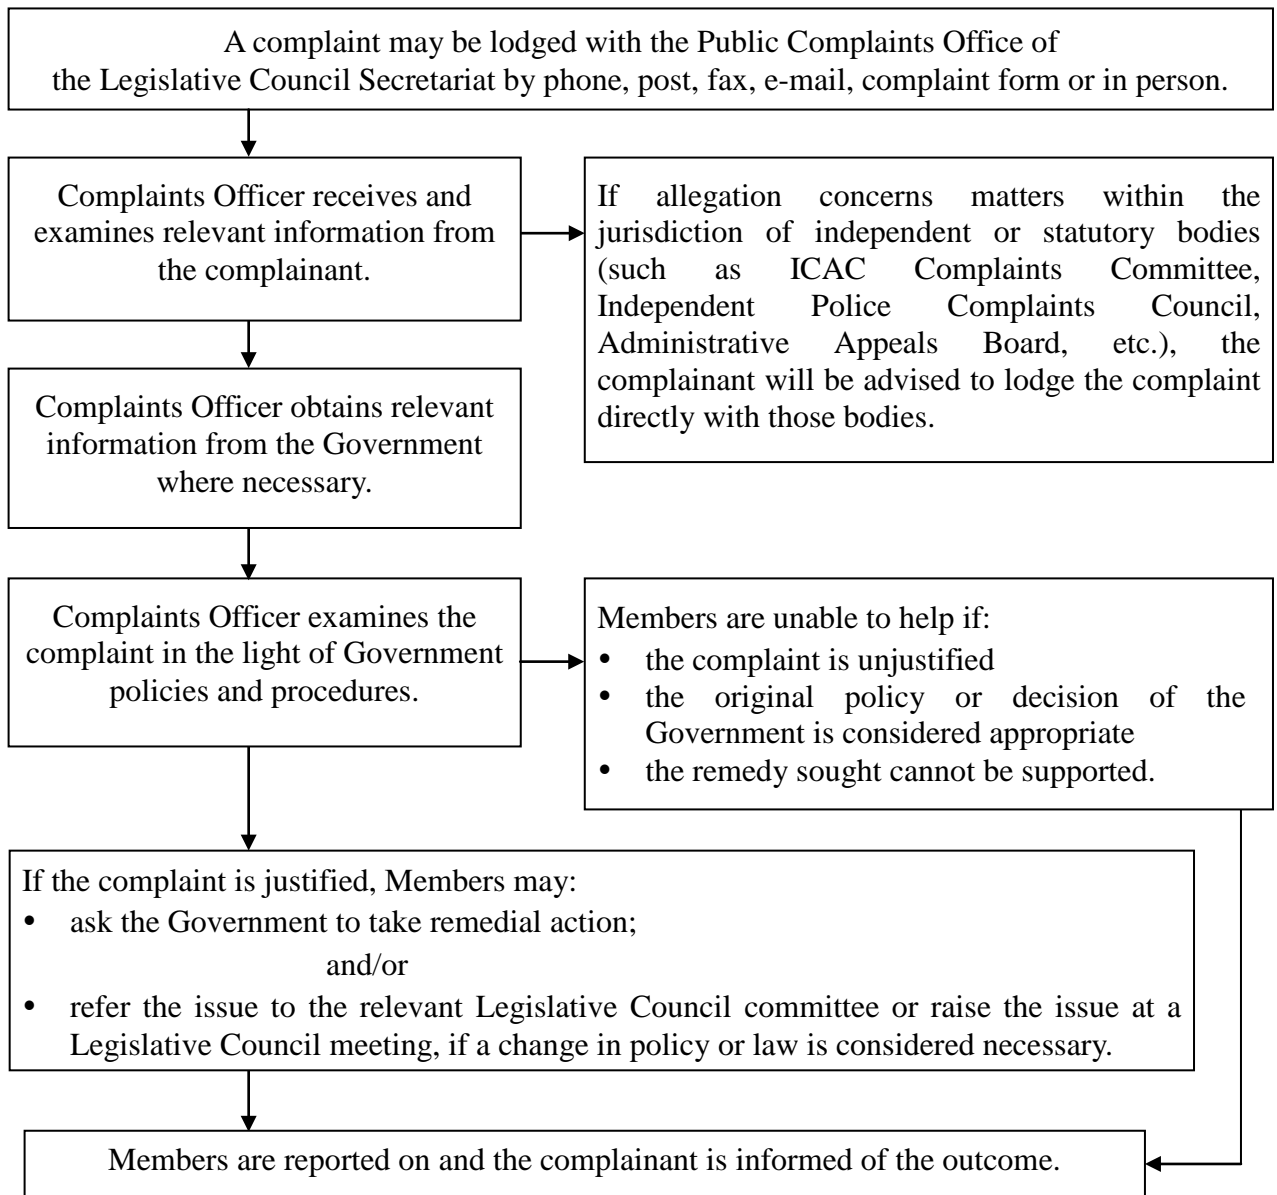 A complaint may be lodged with the Public Complaints Office of
the Legislative Council Secretariat by phone, post, fax, e-mail, complaint form or in person.
Complaints Officer receives and
examines relevant information from
the complainant.
If allegation concerns matters within the
jurisdiction of independent or statutory bodies
(such as ICAC Complaints Committee,
Independent Police Complaints Council,
Administrative Appeals Board, etc.), the
complainant will be advised to lodge the complaint
directly with those bodies.
Complaints Officer obtains relevant
information from the Government
where necessary.
Complaints Officer examines the
complaint in the light of Government
policies and procedures.
Members are unable to help if:
• the complaint is unjustified
• the original policy or decision of the
Government is considered appropriate
• the remedy sought cannot be supported.
If the complaint is justified, Members may:
• ask the Government to take remedial action;
and/or
• refer the issue to the relevant Legislative Council committee or raise the issue at a
Legislative Council meeting, if a change in policy or law is considered necessary.
Members are reported on and the complainant is informed of the outcome.